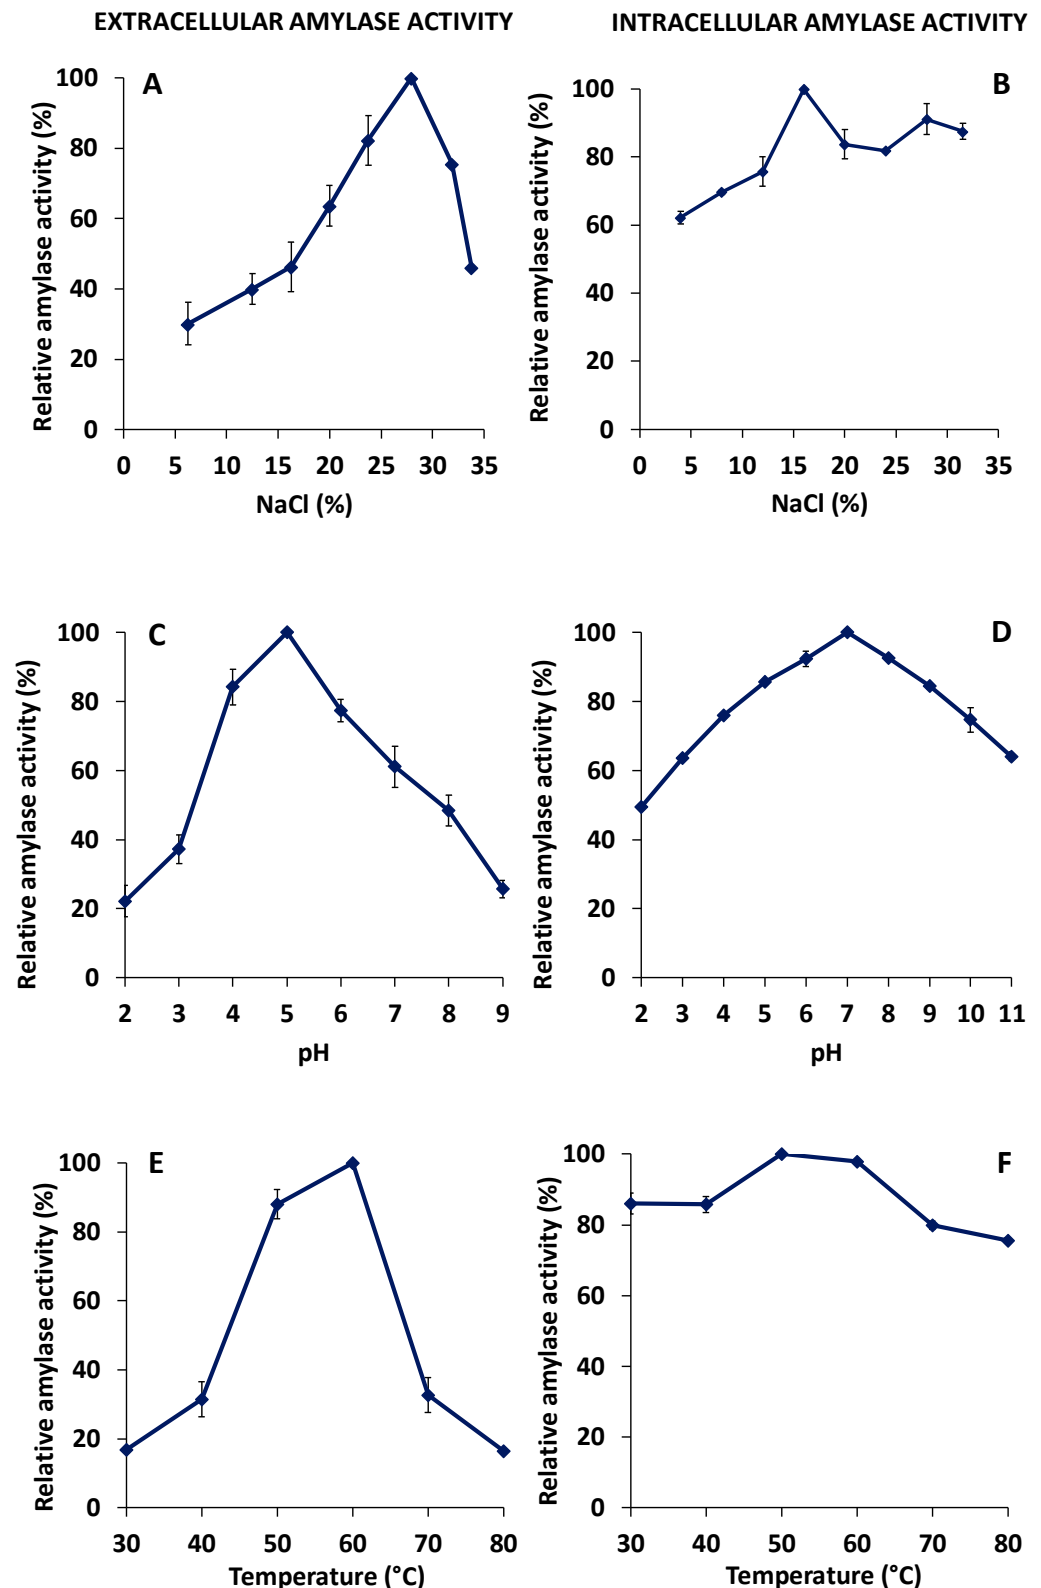 EXTRACELLULAR AMYLASE ACTIVITY
INTRACELLULAR AMYLASE ACTIVITY
A
Relative amylase activity (%)
100
80
60
40
20
0
0 5 10 15 20 25 30 35
NaCl (%)
B
Relative amylase activity (%)
100
80
60
40
20
0
0 5 10 15 20 25 30 35
NaCl (%)
C
Relative amylase activity (%)
100
80
60
40
20
0
2 3 4 5 6 7 8 9
pH
D
Relative amylase activity (%)
100
80
60
40
20
0
2 3 4 5 6 7 8 9 10 11
pH
E
Relative amylase activity (%)
100
80
60
40
20
0
30 40 50 60 70 80
Temperature (°C)
F
Relative amylase activity (%)
100
80
60
40
20
0
30 40 50 60 70 80
Temperature (°C)